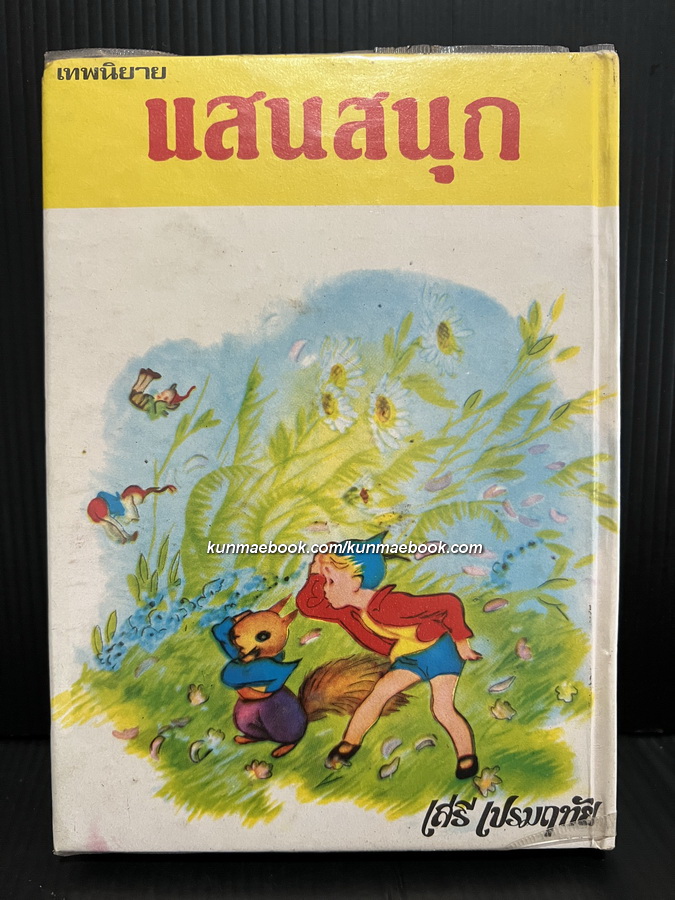 เทพนิยาย
แสนสนุก
kunmaebook.com/kunmaebook.com
เสรี เปรมฤทัย